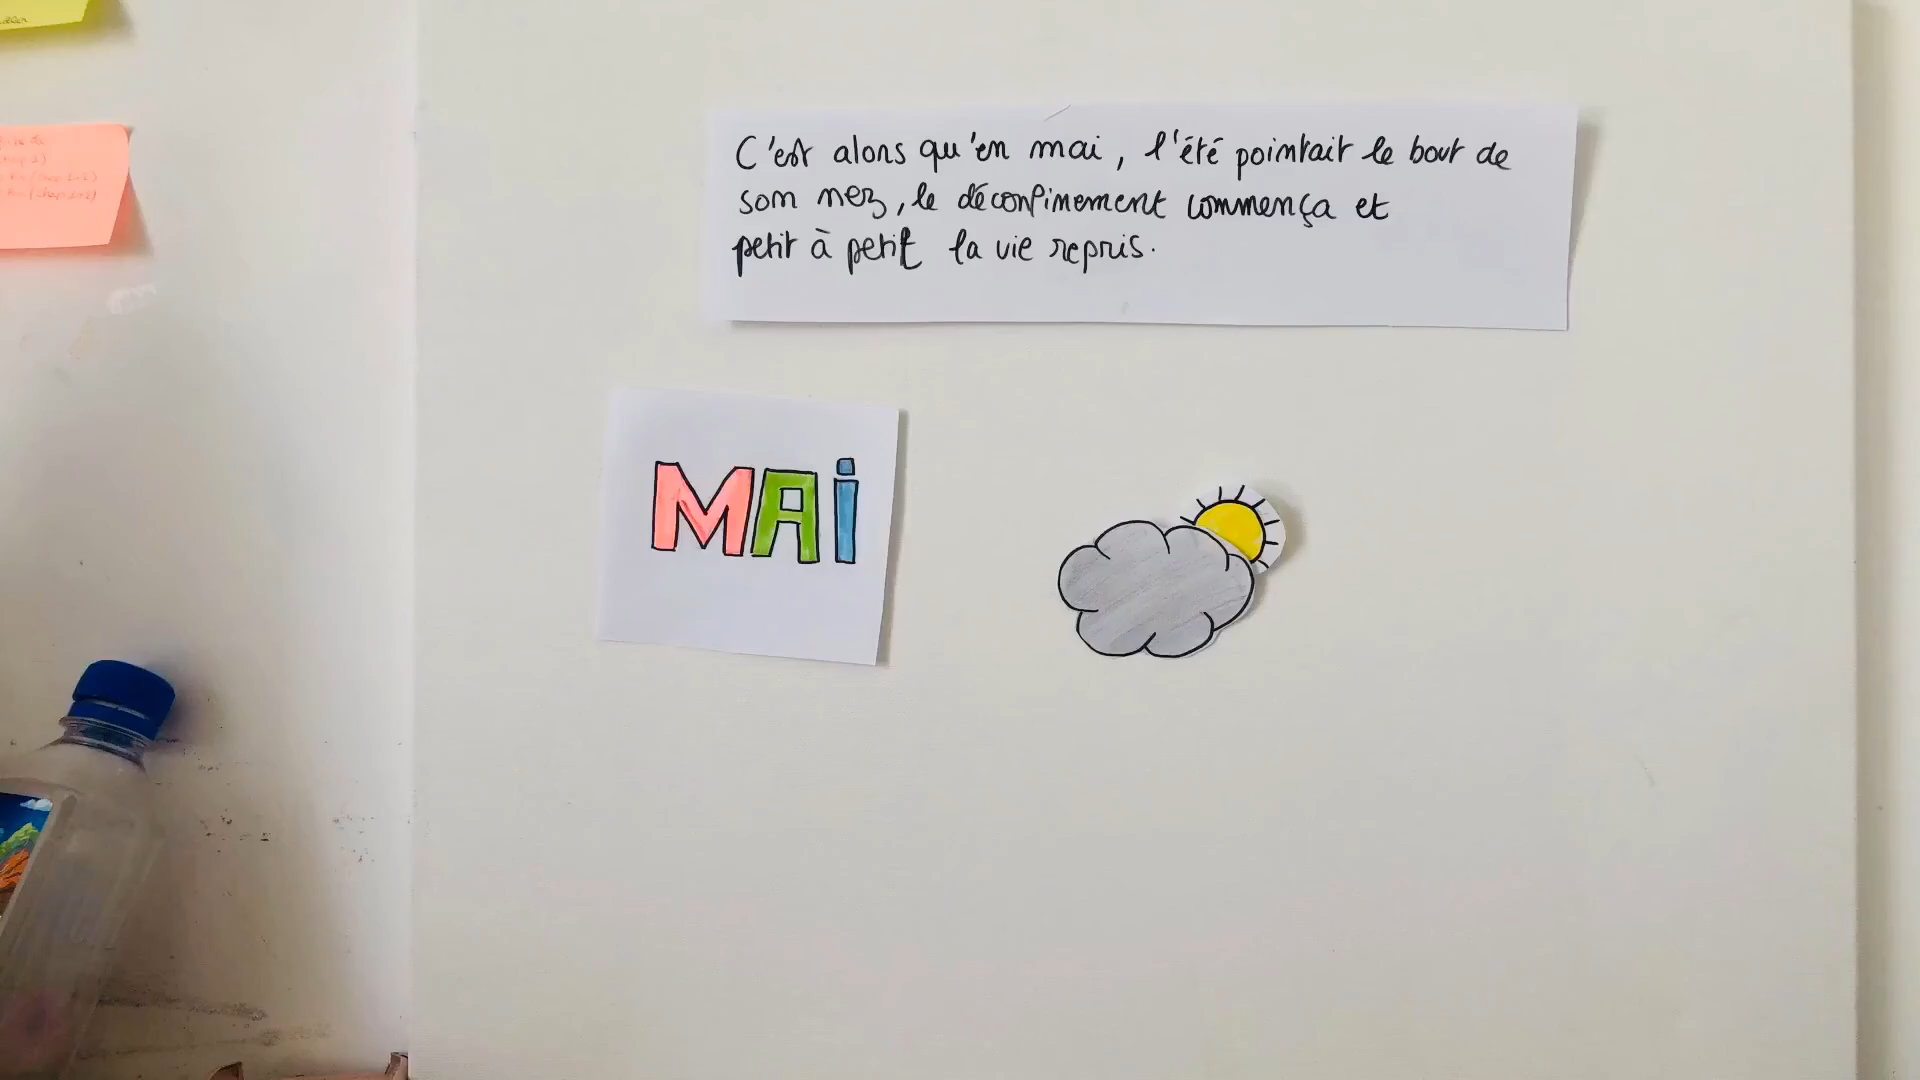 C'est alors qu'en mai, l'été pointait le bout de
son nez, le déconfinement commença et
petit à petit la vie repris.
MAi